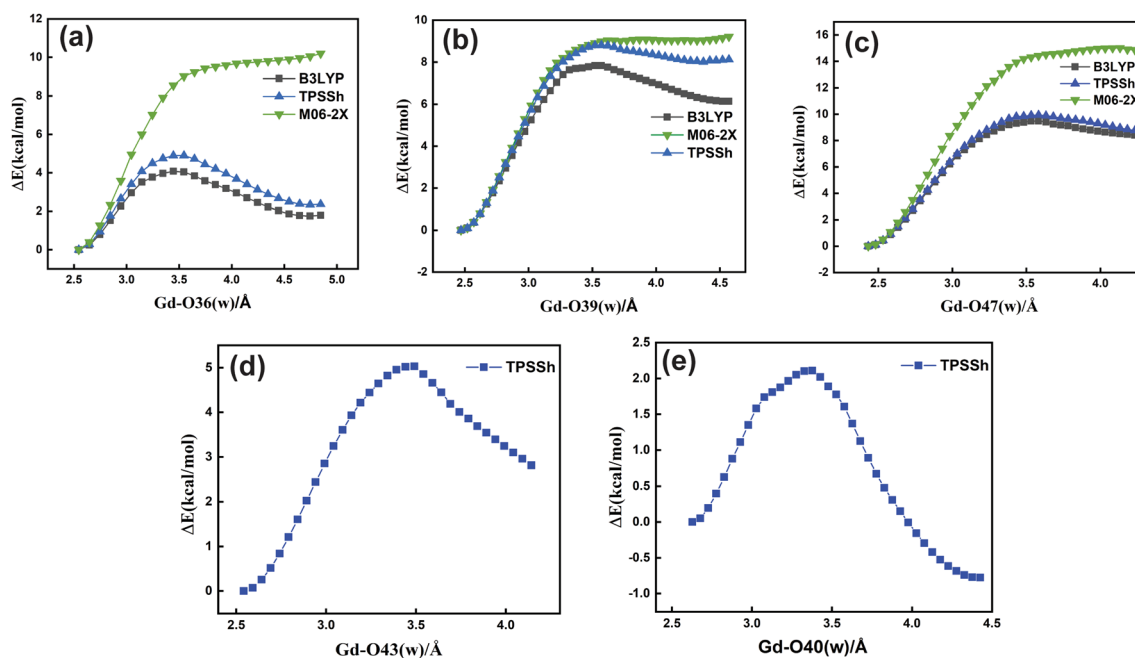 (a)
ΔE(kcal/mol)
12
10
8
6
4
2
0
B3LYP
TPSSh
M06-2X
2.5 3.0 3.5 4.0 4.5 5.0
Gd-O36(w)/Å
(b)
ΔE(kcal/mol)
10
8
6
4
2
0
-2
B3LYP
M06-2X
TPSSh
2.5 3.0 3.5 4.0 4.5
Gd-O39(w)/Å
(c)
ΔE(kcal/mol)
16
14
12
10
8
6
4
2
0
-2
B3LYP
TPSSh
M06-2X
2.5 3.0 3.5 4.0
Gd-O47(w)/Å
(d)
ΔE(kcal/mol)
5
4
3
2
1
0
TPSSh
2.5 3.0 3.5 4.0
Gd-O43(w)/Å
(e)
ΔE(kcal/mol)
2.5
2.0
1.5
1.0
0.5
0.0
-0.5
-1.0
TPSSh
2.5 3.0 3.5 4.0 4.5
Gd-O40(w)/Å